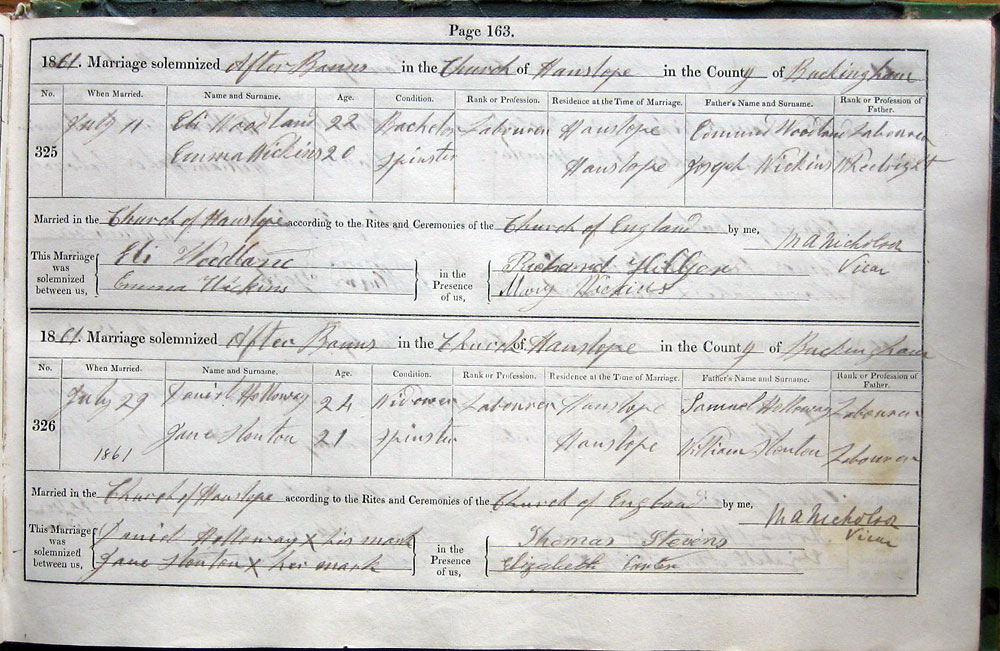 Page 163.
1861. Marriage solemnized After Banns in the Church of Hanslope in the County of Buckingham
No. When Married. Name and Surname. Age. Condition. Rank or Profession. Residence at the Time of Marriage. Father's Name and Surname. Rank or Profession of Father.
325 July 11 Eli Woodland 22 Bachelor Labourer Hanslope Edmund Woodland Labourer
Emma Wickins 20 Spinster Hanslope Joseph Wickins Wheelright
Married in the Church of Hanslope according to the Rites and Ceremonies of the Church of England by me, M A Nicholson
Vicar
This Marriage was solemnized between us, Eli Woodland in the Presence of us, Richard
Emma Wickins Mary Wickins
1861. Marriage solemnized After Banns in the Church of Hanslope in the County of Buckingham
No. When Married. Name and Surname. Age. Condition. Rank or Profession. Residence at the Time of Marriage. Father's Name and Surname. Rank or Profession of Father.
326 July 29 Daniel Holloway 24 Widower Labourer Hanslope Samuel Holloway Labourer
1861 Jane 21 Spinster Hanslope William Labourer
Married in the Church of Hanslope according to the Rites and Ceremonies of the Church of England by me, M A Nicholson
Vicar
This Marriage was solemnized between us, Daniel Holloway X his mark in the Presence of us, Thomas Stevens
Jane X her mark Elizabeth